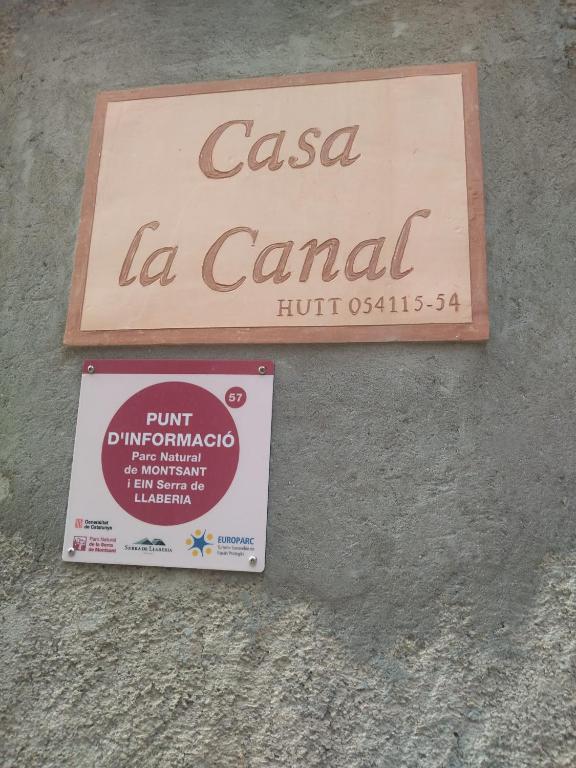 Casa
la Canal
HUTT 054115-54
57
PUNT
D'INFORMACIÓ
Parc Natural
de MONTSANT
i EIN Serra de
LLABERIA
Generalitat
de Catalunya
Parc Natural
de la Serra
de Montsant
SERRA DE LLABERIA
EUROPARC